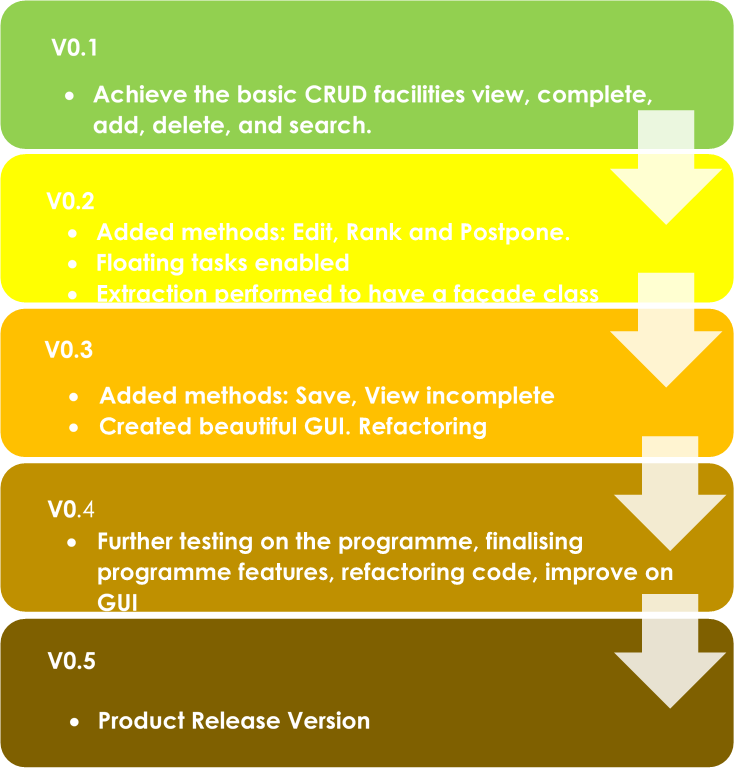 V0.1
• Achieve the basic CRUD facilities view, complete,
add, delete, and search.
V0.2
• Added methods: Edit, Rank and Postpone.
• Floating tasks enabled
• Extraction performed to have a facade class
V0.3
• Added methods: Save, View incomplete
• Created beautiful GUI. Refactoring
V0.4
• Further testing on the programme, finalising
programme features, refactoring code, improve on
GUI
V0.5
• Product Release Version